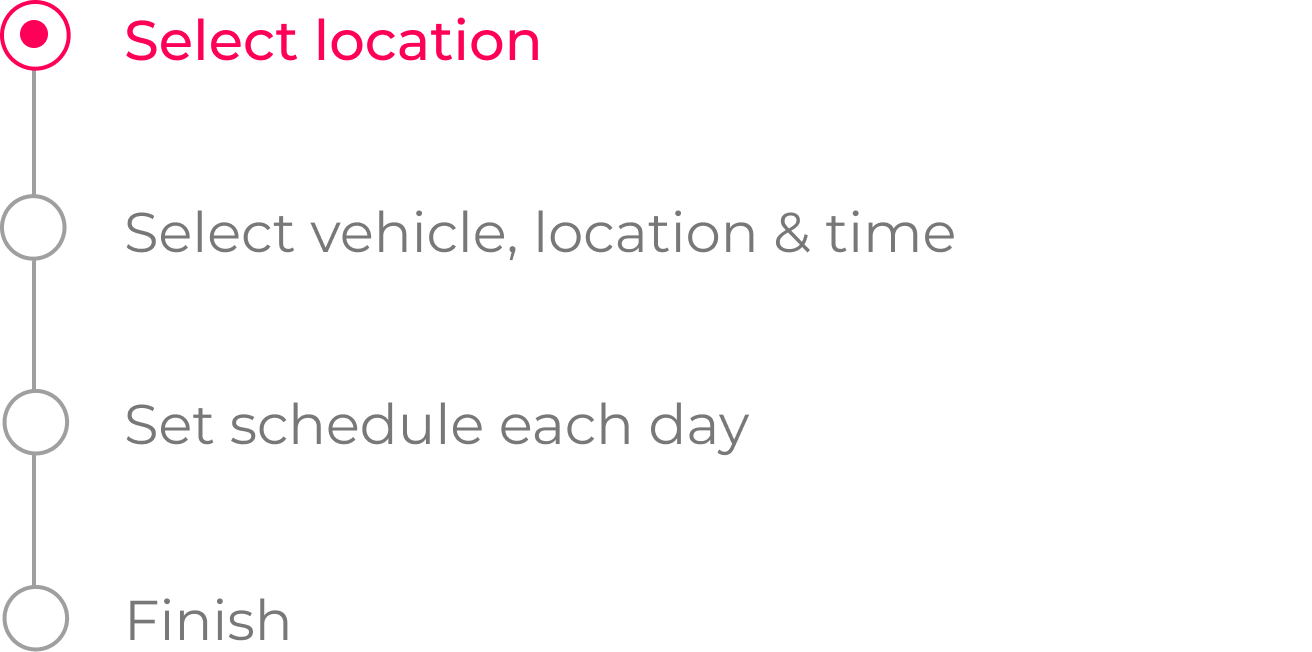 Select location
Select vehicle, location & time
Set schedule each day
Finish